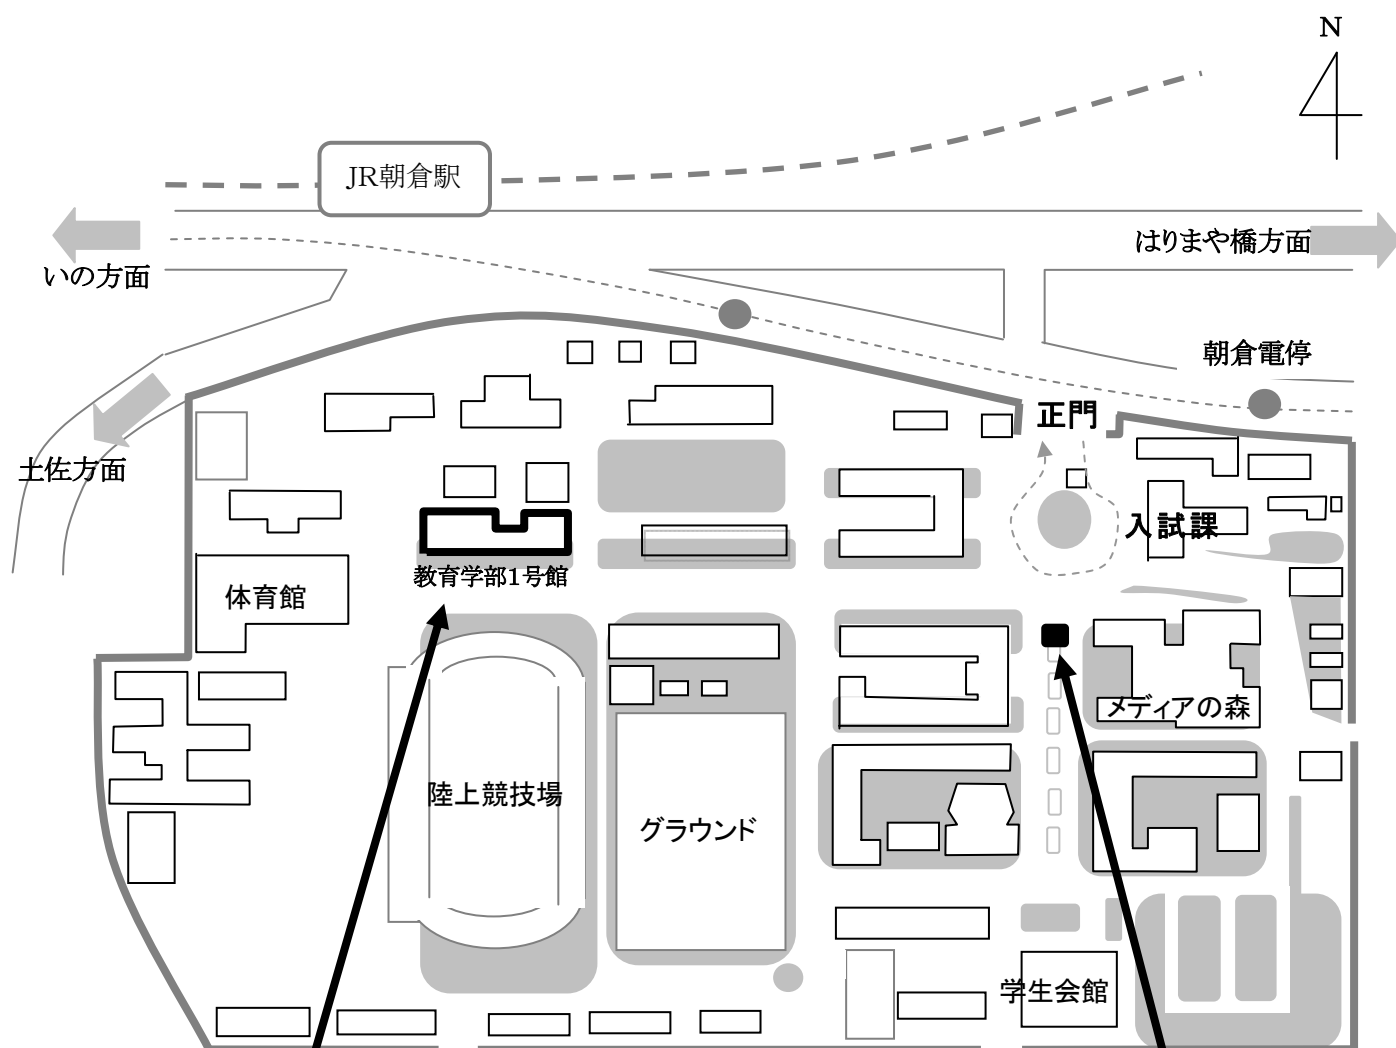 N
JR朝倉駅
はりまや橋方面
いの方面
朝倉電停
正門
土佐方面
入試課
教育学部1号館
体育館
メディアの森
陸上競技場
グラウンド
学生会館